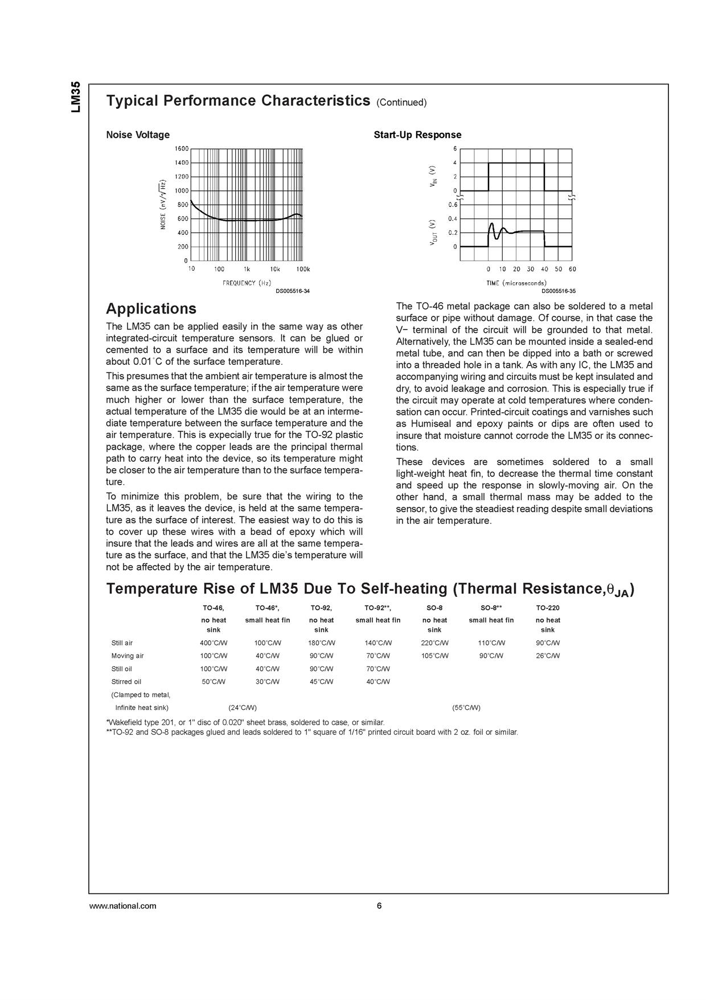 LM35
Typical Performance Characteristics (Continued)
Noise Voltage
1600
1400
1200
1000
800
600
400
200
0
NOISE (nV/√Hz)
10 100 1k 10k 100k
FREQUENCY (Hz)
DS005516-34
Start-Up Response
6
4
2
0
VIN (V)
0.6
0.4
0.2
0
VOUT (V)
0 10 20 30 40 50 60
TIME (microseconds)
DS005516-35
Applications
The LM35 can be applied easily in the same way as other
integrated-circuit temperature sensors. It can be glued or
cemented to a surface and its temperature will be within
about 0.01°C of the surface temperature.
This presumes that the ambient air temperature is almost the
same as the surface temperature; if the air temperature were
much higher or lower than the surface temperature, the
actual temperature of the LM35 die would be at an interme-
diate temperature between the surface temperature and the
air temperature. This is expecially true for the TO-92 plastic
package, where the copper leads are the principal thermal
path to carry heat into the device, so its temperature might
be closer to the air temperature than to the surface tempera-
ture.
To minimize this problem, be sure that the wiring to the
LM35, as it leaves the device, is held at the same tempera-
ture as the surface of interest. The easiest way to do this is
to cover up these wires with a bead of epoxy which will
insure that the leads and wires are all at the same tempera-
ture as the surface, and that the LM35 die's temperature will
not be affected by the air temperature.
The TO-46 metal package can also be soldered to a metal
surface or pipe without damage. Of course, in that case the
V− terminal of the circuit will be grounded to that metal.
Alternatively, the LM35 can be mounted inside a sealed-end
metal tube, and can then be dipped into a bath or screwed
into a threaded hole in a tank. As with any IC, the LM35 and
accompanying wiring and circuits must be kept insulated and
dry, to avoid leakage and corrosion. This is especially true if
the circuit may operate at cold temperatures where conden-
sation can occur. Printed-circuit coatings and varnishes such
as Humiseal and epoxy paints or dips are often used to
insure that moisture cannot corrode the LM35 or its connec-
tions.
These devices are sometimes soldered to a small
light-weight heat fin, to decrease the thermal time constant
and speed up the response in slowly-moving air. On the
other hand, a small thermal mass may be added to the
sensor, to give the steadiest reading despite small deviations
in the air temperature.
Temperature Rise of LM35 Due To Self-heating (Thermal Resistance,θJA)
TO-46, TO-46*, TO-92, TO-92**, SO-8 SO-8** TO-220
no heat small heat fin no heat small heat fin no heat small heat fin no heat
sink sink sink sink
Still air 400°C/W 100°C/W 180°C/W 140°C/W 220°C/W 110°C/W 90°C/W
Moving air 100°C/W 40°C/W 90°C/W 70°C/W 105°C/W 90°C/W 26°C/W
Still oil 100°C/W 40°C/W 90°C/W 70°C/W
Stirred oil 50°C/W 30°C/W 45°C/W 40°C/W
(Clamped to metal,
Infinite heat sink) (24°C/W) (55°C/W)
*Wakefield type 201, or 1" disc of 0.020" sheet brass, soldered to case, or similar.
**TO-92 and SO-8 packages glued and leads soldered to 1" square of 1/16" printed circuit board with 2 oz. foil or similar.
www.national.com 6